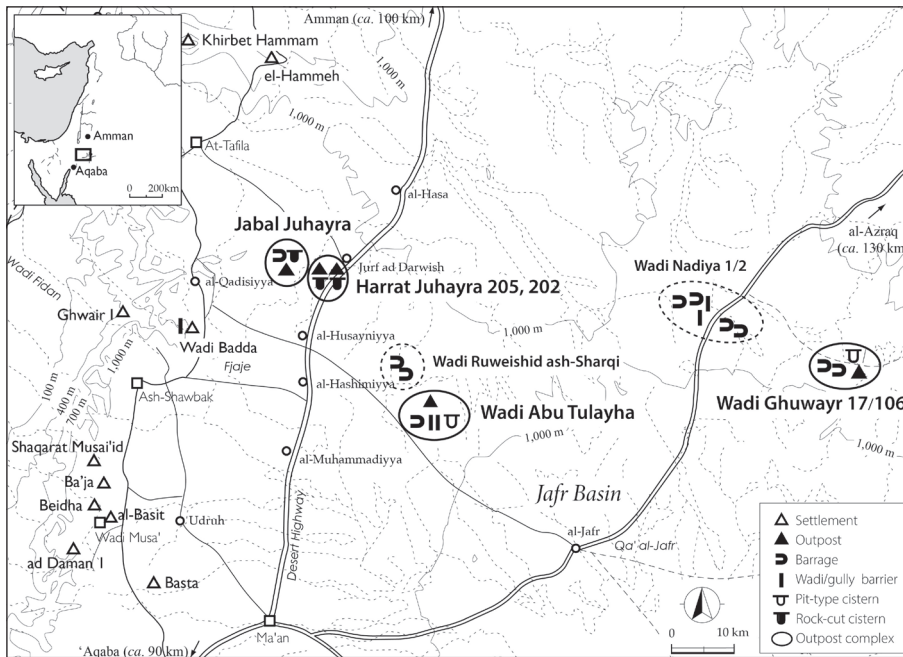 Amman (ca. 100 km)
Khirbet Hammam
el-Hammeh
1,000 m
1,000 m
Amman
Aqaba
0 200km
At-Tafila
al-Hasa
al-Azraq
(ca. 130 km)
Jabal Juhayra
Jurf ad Darwish
Harrat Juhayra 205, 202
Wadi Nadiya 1/2
Wadi Fidan
al-Qadisiyya
Ghwair I
Wadi Badda
Fjaje
al-Husayniyya
1,000 m
Wadi Ruweishid ash-Sharqi
100 m
400 m
700 m
1,000 m
Ash-Shawbak
al-Hashimiyya
Wadi Abu Tulayha
Wadi Ghuwayr 17/106
1,000 m
1,000 m
Shaqarat Musai'id
al-Muhammadiyya
Ba'ja
Beidha
al-Basit
Wadi Musa'
Udruh
Desert Highway
Jafr Basin
al-Jafr
Qa' al-Jafr
ad Daman I
Basta
Ma'an
'Aqaba (ca. 90 km)
0 10 km
Settlement
Outpost
Barrage
Wadi/gully barrier
Pit-type cistern
Rock-cut cistern
Outpost complex